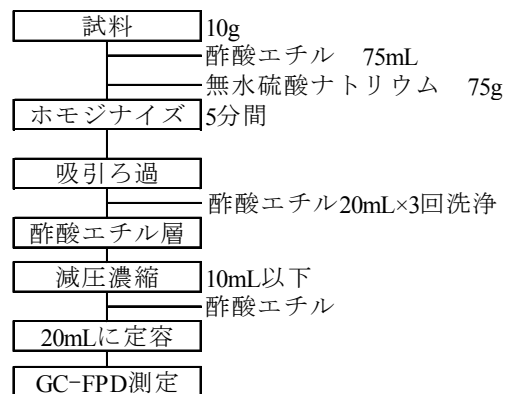 試料 10g
酢酸エチル 75mL
無水硫酸ナトリウム 75g
ホモジナイズ 5分間
吸引ろ過
酢酸エチル20mL×3回洗浄
酢酸エチル層
減圧濃縮 10mL以下
酢酸エチル
20mLに定容
GC-FPD測定